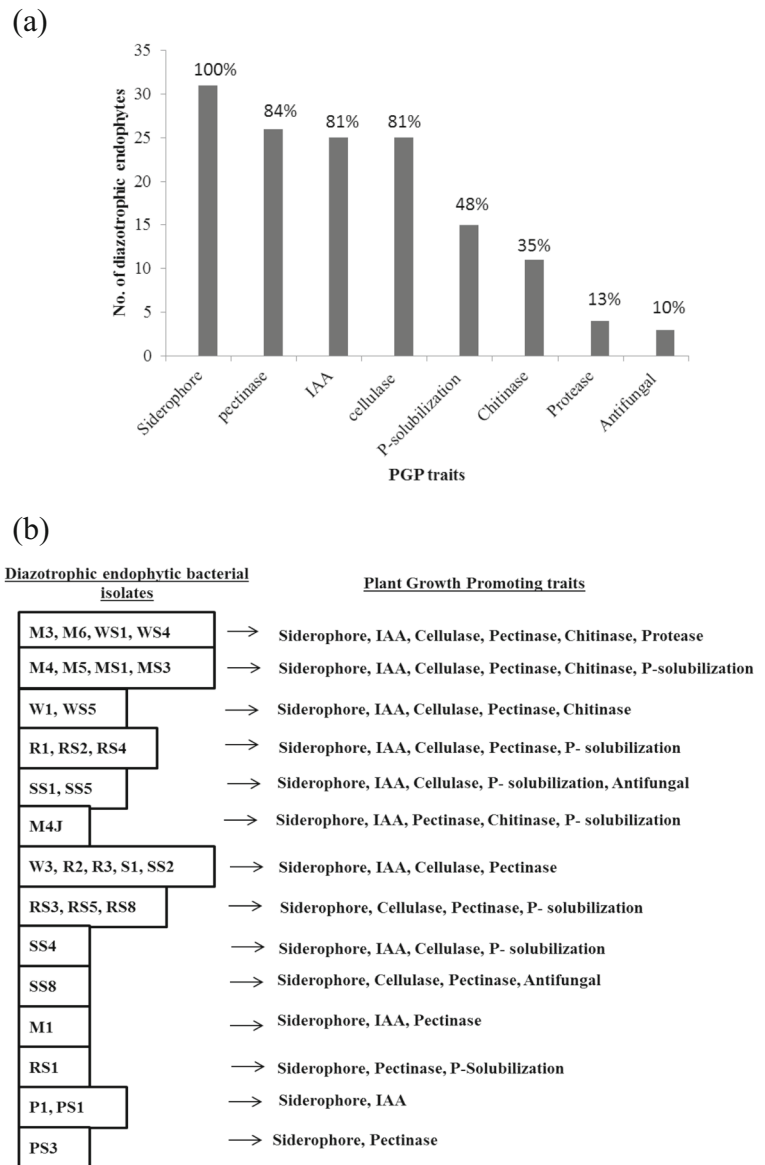 (a)
No. of diazotrophic endophytes
35
30
25
20
15
10
5
0
100%
84%
81%
81%
48%
35%
13%
10%
Siderophore
pectinase
IAA
cellulase
P-solubilization
Chitinase
Protease
Antifungal
PGP traits
(b)
Diazotrophic endophytic bacterial
isolates
Plant Growth Promoting traits
M3, M6, WS1, WS4 → Siderophore, IAA, Cellulase, Pectinase, Chitinase, Protease
M4, M5, MS1, MS3 → Siderophore, IAA, Cellulase, Pectinase, Chitinase, P-solubilization
W1, WS5 → Siderophore, IAA, Cellulase, Pectinase, Chitinase
R1, RS2, RS4 → Siderophore, IAA, Cellulase, Pectinase, P- solubilization
SS1, SS5 → Siderophore, IAA, Cellulase, P- solubilization, Antifungal
M4J → Siderophore, IAA, Pectinase, Chitinase, P- solubilization
W3, R2, R3, S1, SS2 → Siderophore, IAA, Cellulase, Pectinase
RS3, RS5, RS8 → Siderophore, Cellulase, Pectinase, P- solubilization
SS4 → Siderophore, IAA, Cellulase, P- solubilization
SS8 → Siderophore, Cellulase, Pectinase, Antifungal
M1 → Siderophore, IAA, Pectinase
RS1 → Siderophore, Pectinase, P-Solubilization
P1, PS1 → Siderophore, IAA
PS3 → Siderophore, Pectinase